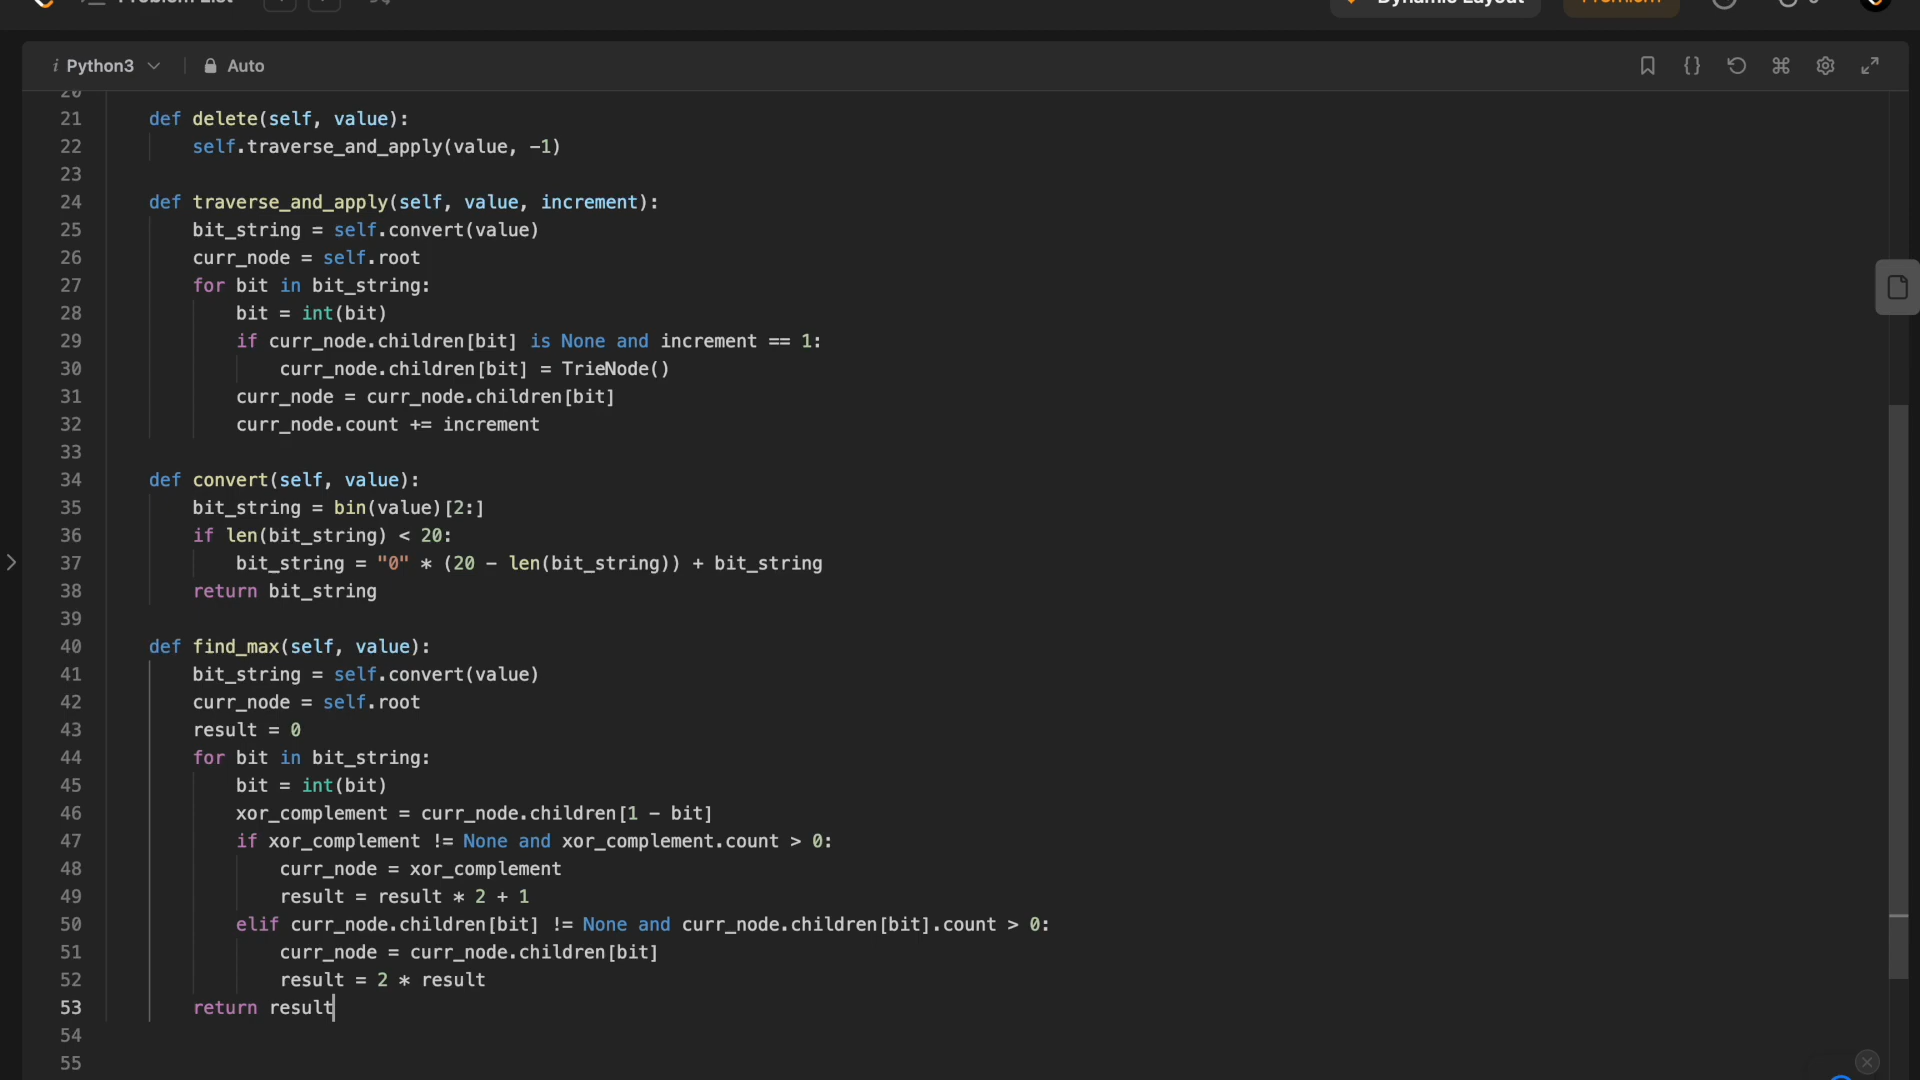 Problem List
Dynamic Layout
Premium
Python3
Auto
20
21 def delete(self, value):
22 self.traverse_and_apply(value, -1)
23
24 def traverse_and_apply(self, value, increment):
25 bit_string = self.convert(value)
26 curr_node = self.root
27 for bit in bit_string:
28 bit = int(bit)
29 if curr_node.children[bit] is None and increment == 1:
30 curr_node.children[bit] = TrieNode()
31 curr_node = curr_node.children[bit]
32 curr_node.count += increment
33
34 def convert(self, value):
35 bit_string = bin(value)[2:]
36 if len(bit_string) < 20:
37 bit_string = "0" * (20 - len(bit_string)) + bit_string
38 return bit_string
39
40 def find_max(self, value):
41 bit_string = self.convert(value)
42 curr_node = self.root
43 result = 0
44 for bit in bit_string:
45 bit = int(bit)
46 xor_complement = curr_node.children[1 - bit]
47 if xor_complement != None and xor_complement.count > 0:
48 curr_node = xor_complement
49 result = result * 2 + 1
50 elif curr_node.children[bit] != None and curr_node.children[bit].count > 0:
51 curr_node = curr_node.children[bit]
52 result = 2 * result
53 return result
54
55